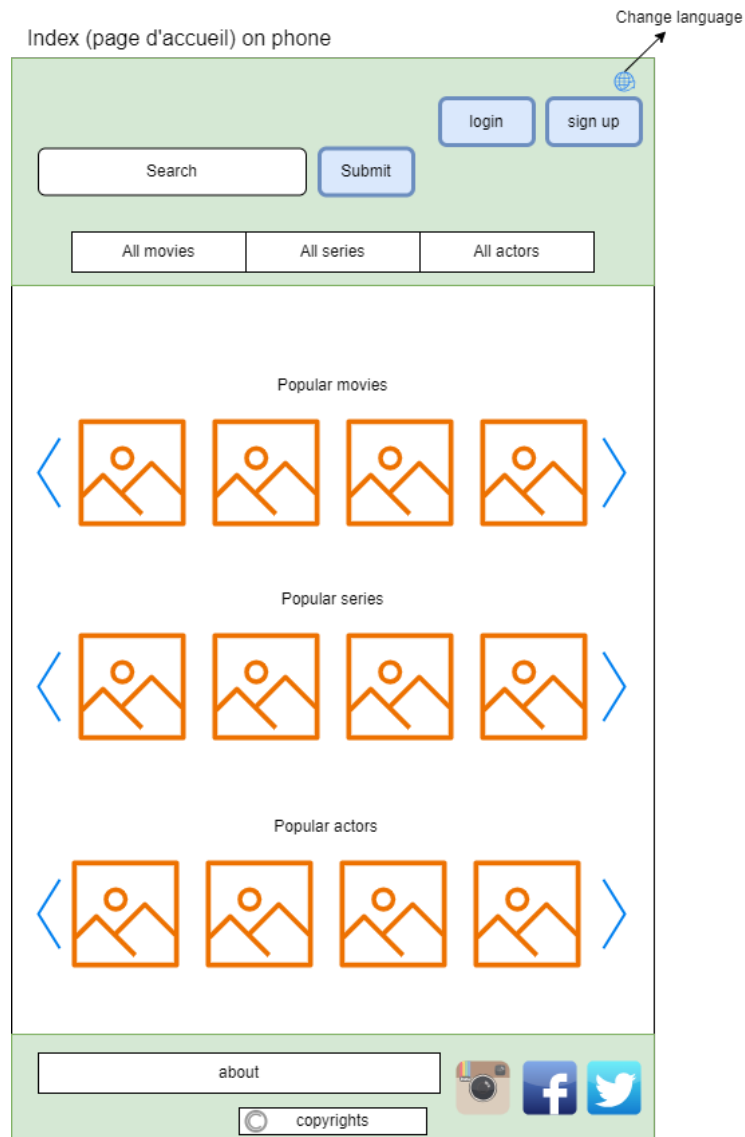 Change language
Index (page d'accueil) on phone
login
sign up
Search
Submit
All movies
All series
All actors
Popular movies
Popular series
Popular actors
about
© copyrights